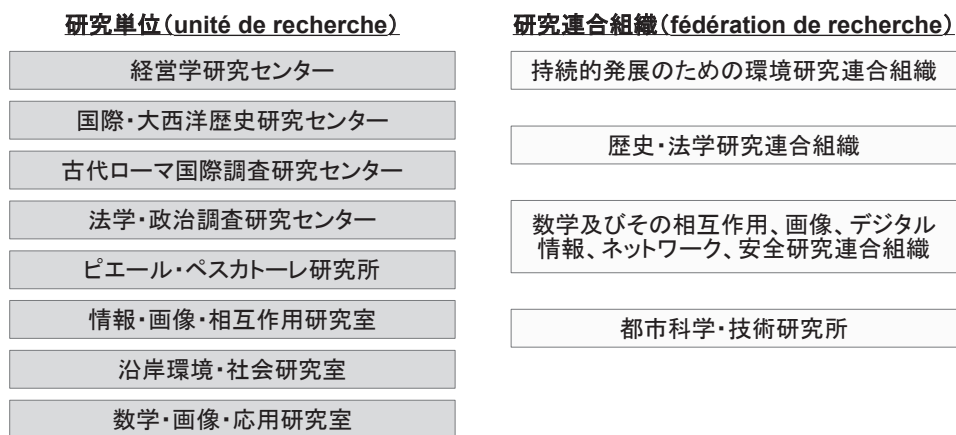 研究単位(unité de recherche)
経営学研究センター
国際・大西洋歴史研究センター
古代ローマ国際調査研究センター
法学・政治調査研究センター
ピエール・ペスカトーレ研究所
情報・画像・相互作用研究室
沿岸環境・社会研究室
数学・画像・応用研究室
研究連合組織(fédération de recherche)
持続的発展のための環境研究連合組織
歴史・法学研究連合組織
数学及びその相互作用、画像、デジタル
情報、ネットワーク、安全研究連合組織
都市科学・技術研究所